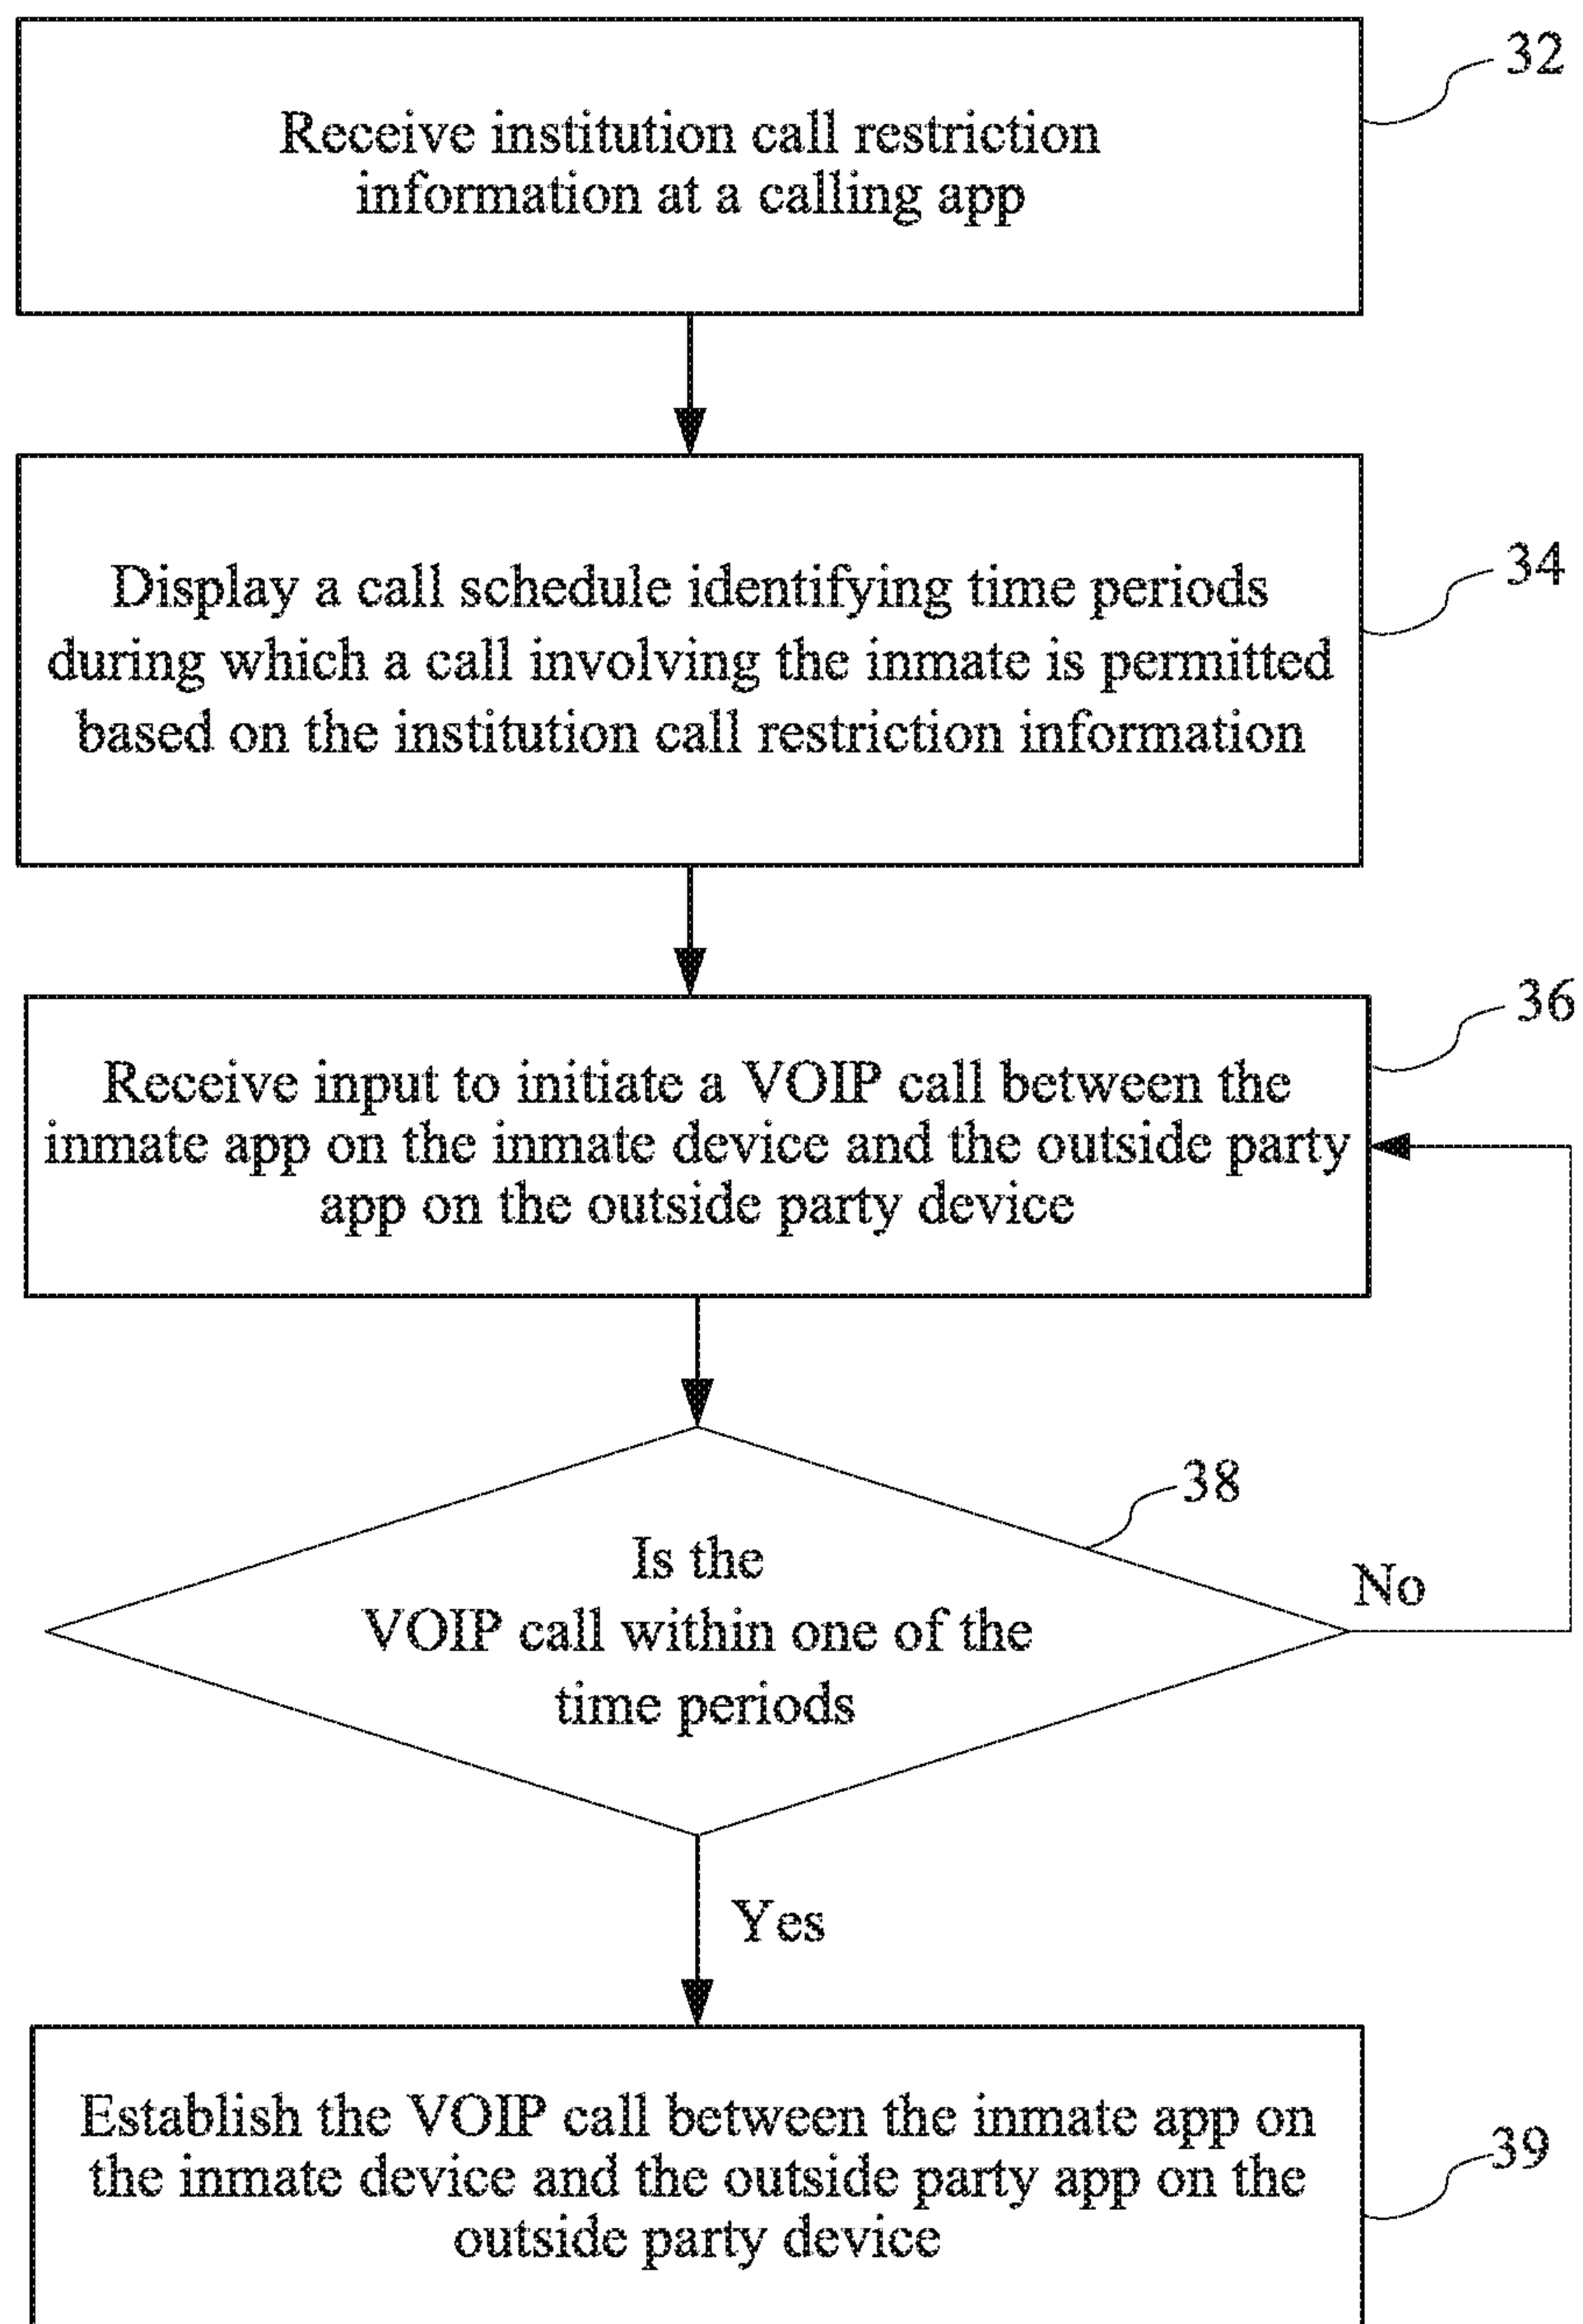 32
Receive institution call restriction
information at a calling app
34
Display a call schedule identifying time periods
during which a call involving the inmate is permitted
based on the institution call restriction information
36
Receive input to initiate a VOIP call between the
inmate app on the inmate device and the outside party
app on the outside party device
38
Is the
VOIP call within one of the
time periods
No
Yes
Establish the VOIP call between the inmate app on
the inmate device and the outside party app on the
outside party device
39